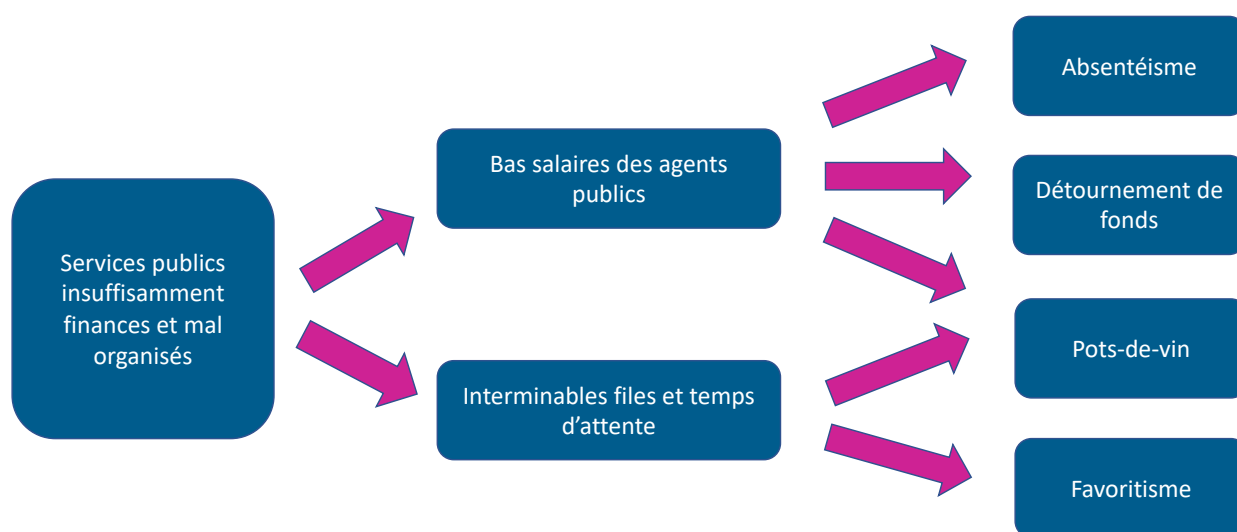 Services publics
insuffisamment
finances et mal
organisés
Bas salaires des agents
publics
Interminables files et temps
d’attente
Absentéisme
Détournement de
fonds
Pots-de-vin
Favoritisme